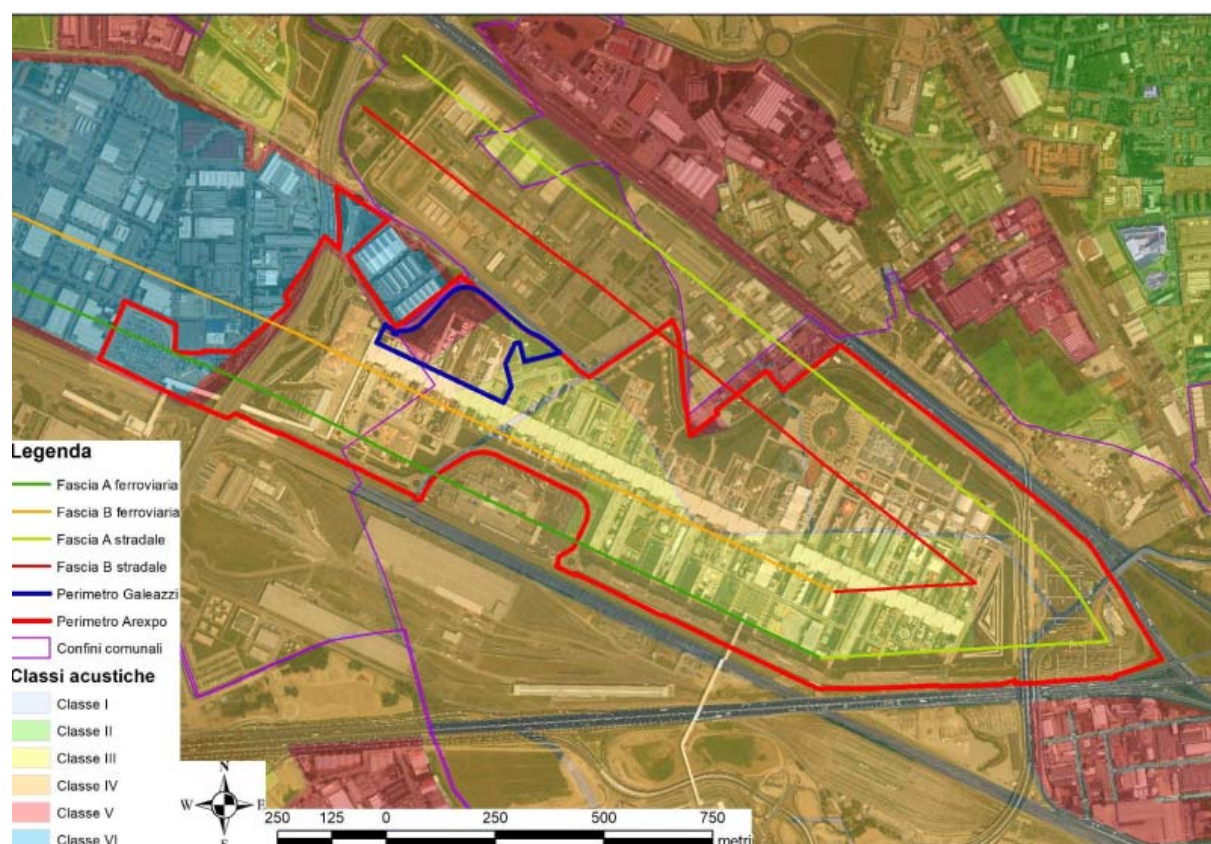 Legenda
Fascia A ferroviaria
Fascia B ferroviaria
Fascia A stradale
Fascia B stradale
Perimetro Galeazzi
Perimetro Arexpo
Confini comunali
Classi acustiche
Classe I
Classe II
Classe III
Classe IV
Classe V
Classe VI
N
W E
S
250 125 0 250 500 750
metri